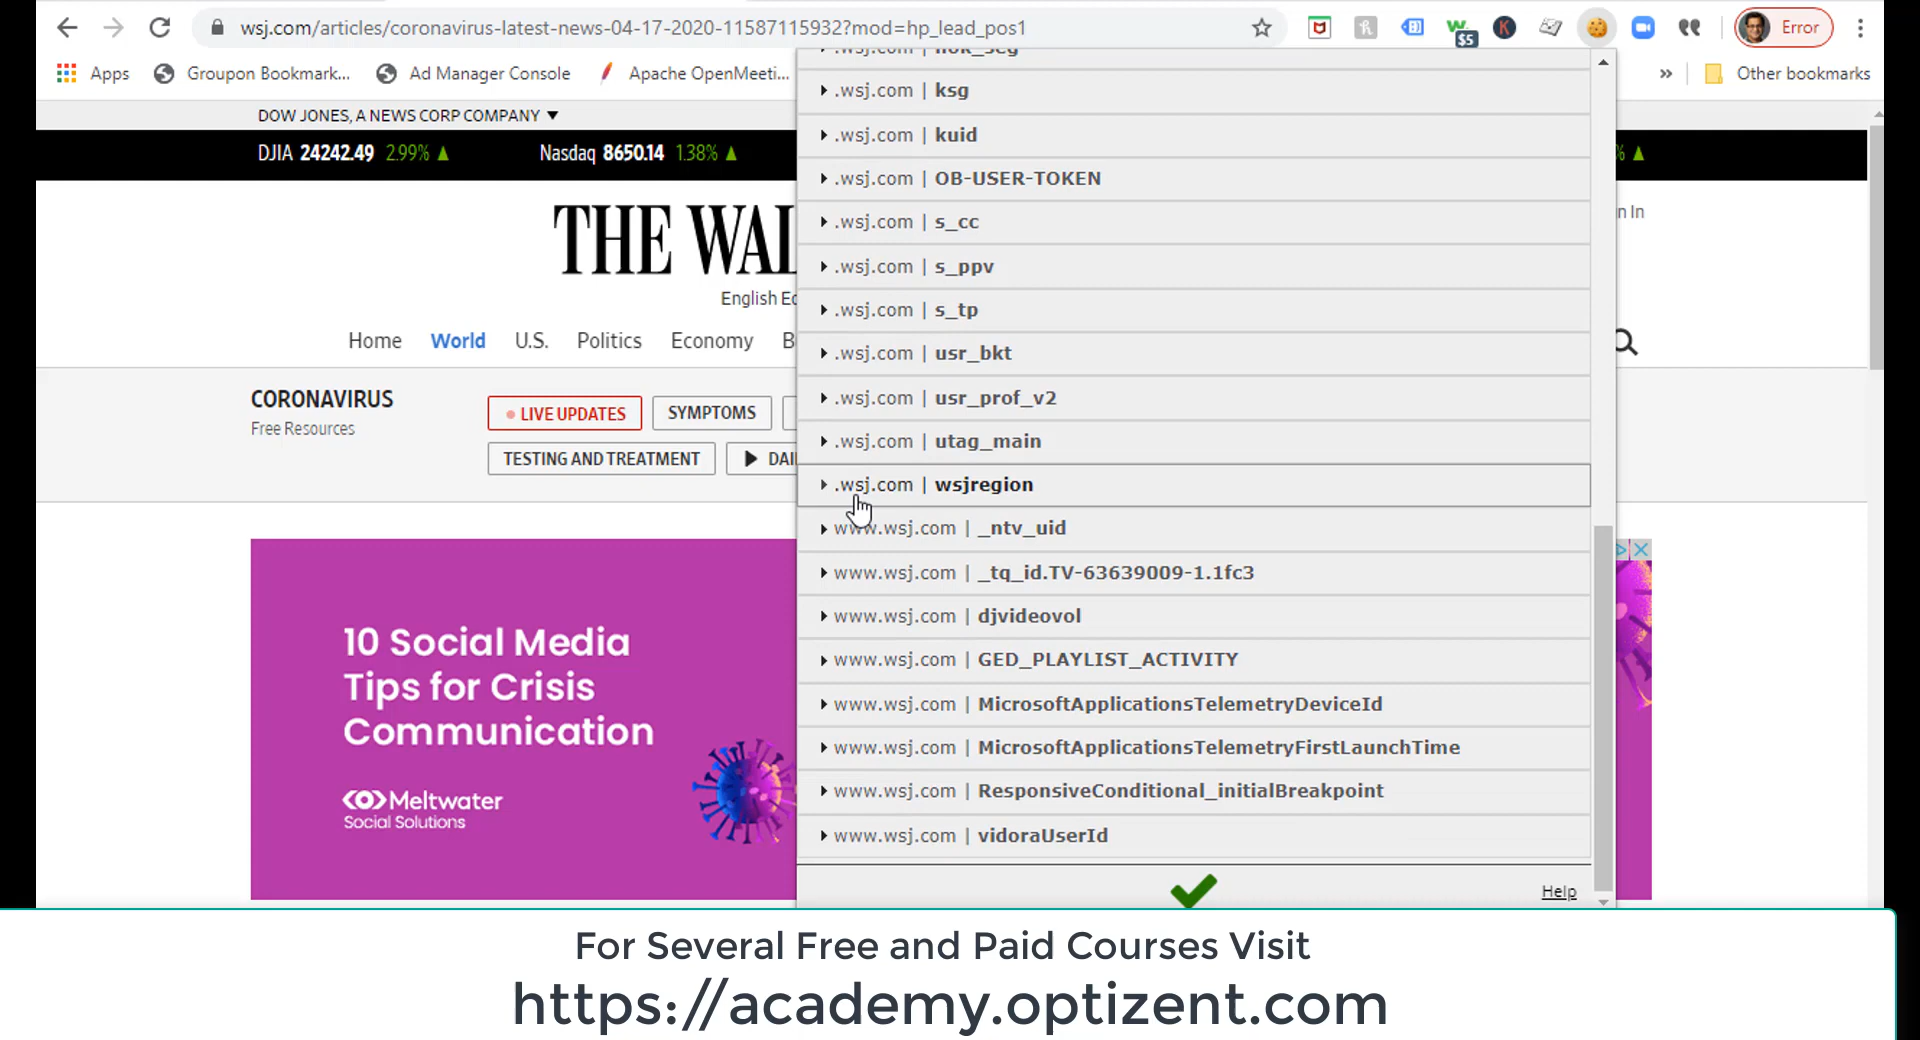 wsj.com/articles/coronavirus-latest-news-04-17-2020-11587115932?mod=hp_lead_pos1
$5
Error
Apps
Groupon Bookmark...
Ad Manager Console
Apache OpenMeeti...
»
Other bookmarks
DOW JONES, A NEWS CORP COMPANY
DJIA 24242.49 2.99%
Nasdaq 8650.14 1.38%
%
THE WAL
English Ed
n In
Home World U.S. Politics Economy B
CORONAVIRUS
Free Resources
LIVE UPDATES
SYMPTOMS
TESTING AND TREATMENT
DAI
10 Social Media
Tips for Crisis
Communication
Meltwater
Social Solutions
.wsj.com | ksg
.wsj.com | kuid
.wsj.com | OB-USER-TOKEN
.wsj.com | s_cc
.wsj.com | s_ppv
.wsj.com | s_tp
.wsj.com | usr_bkt
.wsj.com | usr_prof_v2
.wsj.com | utag_main
.wsj.com | wsjregion
www.wsj.com | _ntv_uid
www.wsj.com | _tq_id.TV-63639009-1.1fc3
www.wsj.com | djvideovol
www.wsj.com | GED_PLAYLIST_ACTIVITY
www.wsj.com | MicrosoftApplicationsTelemetryDeviceId
www.wsj.com | MicrosoftApplicationsTelemetryFirstLaunchTime
www.wsj.com | ResponsiveConditional_initialBreakpoint
www.wsj.com | vidoraUserId
Help
For Several Free and Paid Courses Visit
https://academy.optizent.com